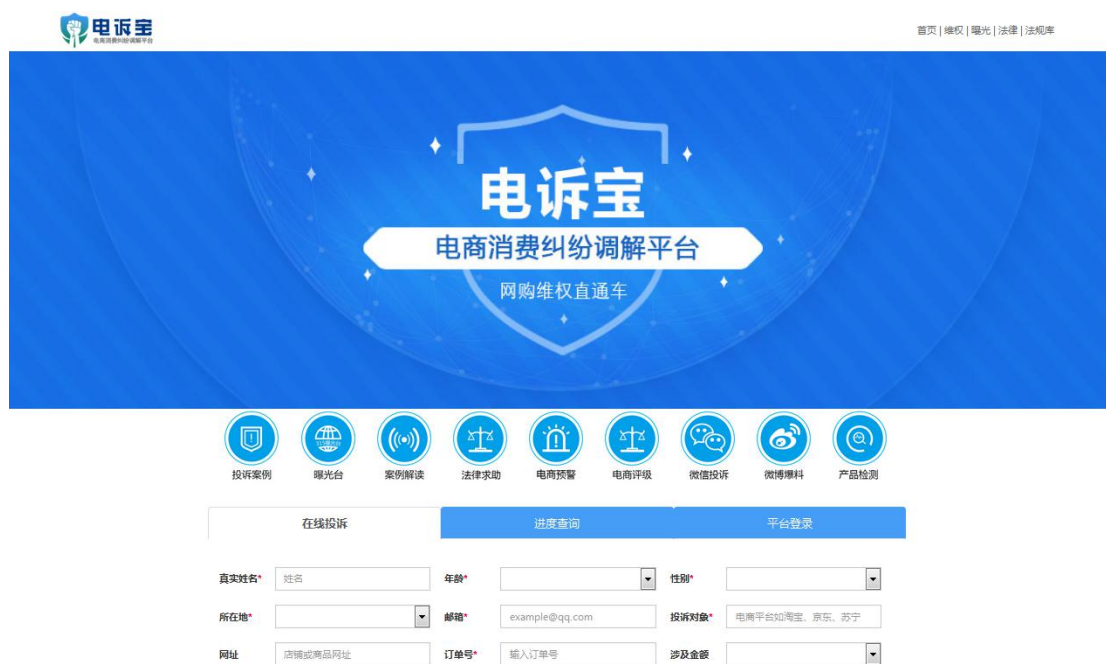 电诉宝
电商消费纠纷调解平台
首页 | 维权 | 曝光 | 法律 | 法规库
电诉宝
电商消费纠纷调解平台
网购维权直通车
投诉案例 曝光台 案例解读 法律求助 电商预警 电商评级 微信投诉 微博爆料 产品检测
在线投诉 进度查询 平台登录
真实姓名* 姓名 年龄* 性别*
所在地* 邮箱* example@qq.com 投诉对象* 电商平台如淘宝、京东、苏宁
网址 店铺或商品网址 订单号* 输入订单号 涉及金额